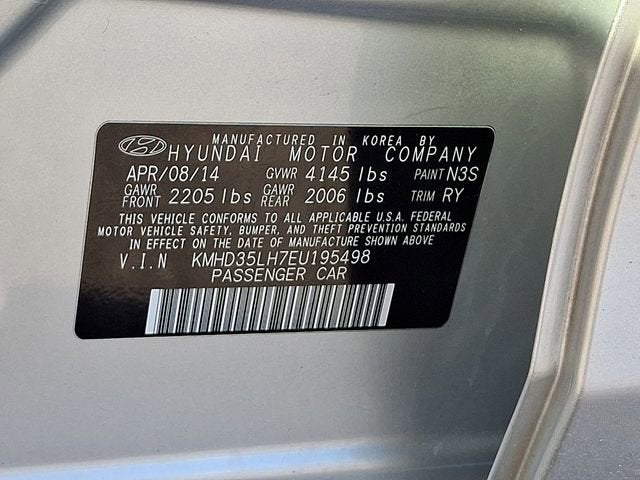 MANUFACTURED IN KOREA BY
HYUNDAI MOTOR COMPANY
APR/08/14 GVWR 4145 lbs PAINT N3S
GAWR FRONT 2205 lbs GAWR REAR 2006 lbs TRIM RY
THIS VEHICLE CONFORMS TO ALL APPLICABLE U.S.A. FEDERAL
MOTOR VEHICLE SAFETY, BUMPER, AND THEFT PREVENTION STANDARDS
IN EFFECT ON THE DATE OF MANUFACTURE SHOWN ABOVE
V.I.N KMHD35LH7EU195498
PASSENGER CAR